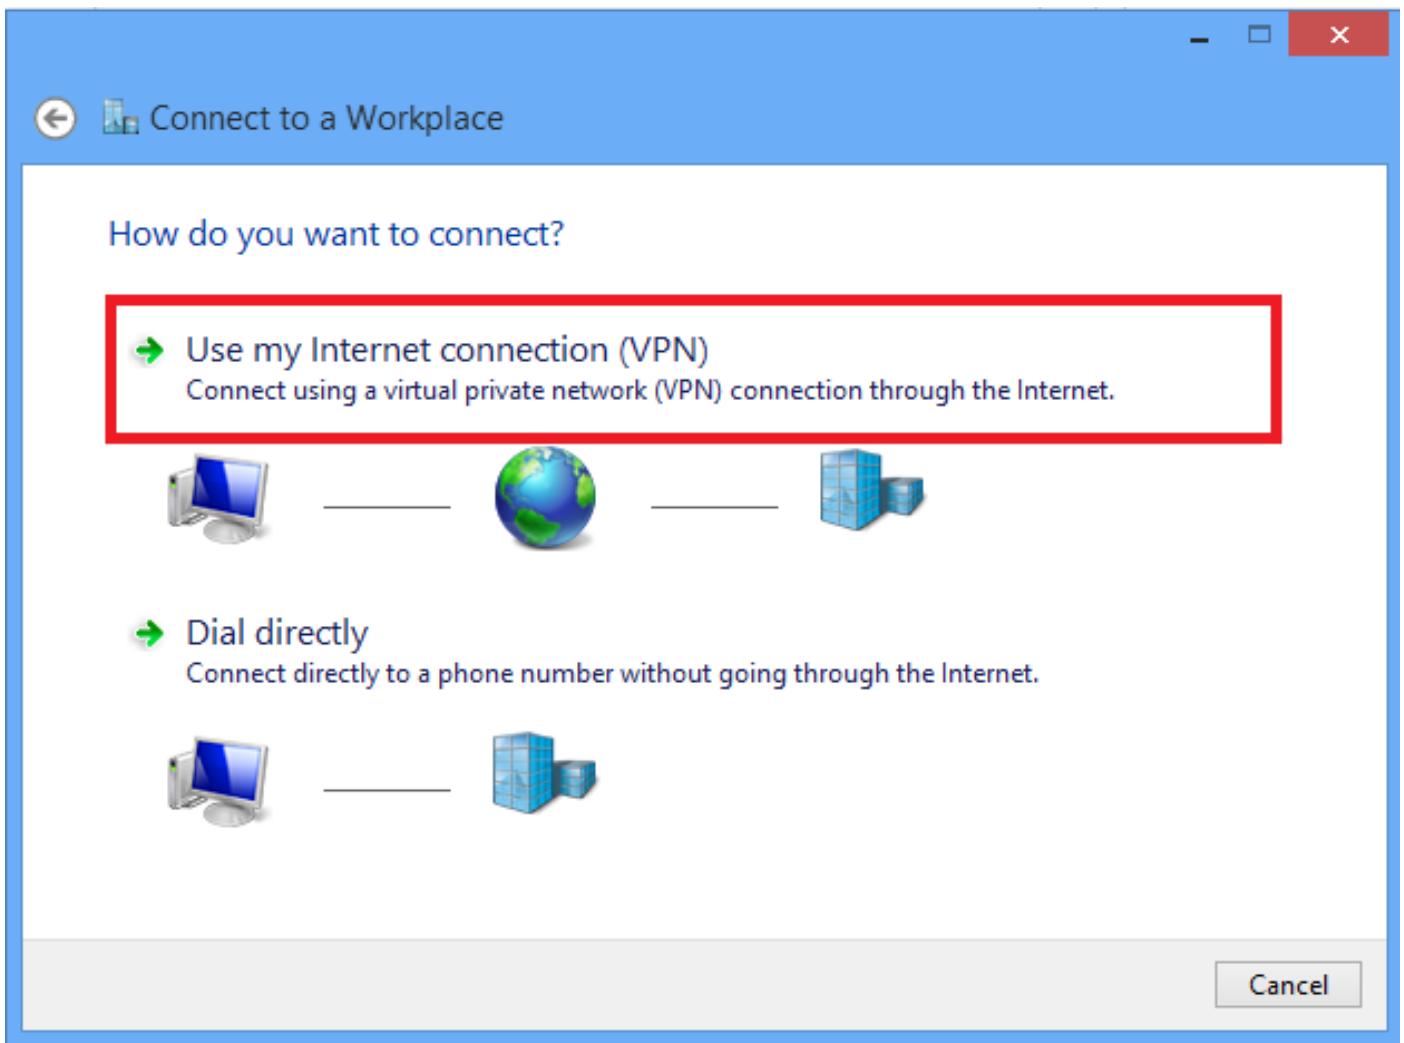 Connect to a Workplace
How do you want to connect?
Use my Internet connection (VPN)
Connect using a virtual private network (VPN) connection through the Internet.
Dial directly
Connect directly to a phone number without going through the Internet.
Cancel